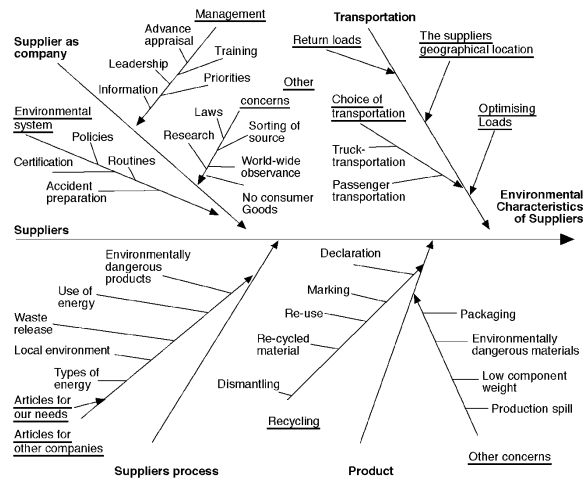 Management
Transportation
Supplier as
company
Advance
appraisal
Training
Leadership
Priorities
Information
Return loads
The suppliers
geographical location
Other
concerns
Laws
Research
Sorting of
source
World-wide
observance
No consumer
Goods
Environmental
system
Policies
Certification
Routines
Accident
preparation
Choice of
transportation
Truck-
transportation
Passenger
transportation
Optimising
Loads
Environmental
Characteristics
of Suppliers
Suppliers
Environmentally
dangerous
products
Use of
energy
Waste
release
Local environment
Types of
energy
Articles for
our needs
Articles for
other companies
Suppliers process
Declaration
Marking
Re-use
Re-cycled
material
Dismantling
Recycling
Product
Packaging
Environmentally
dangerous materials
Low component
weight
Production spill
Other concerns